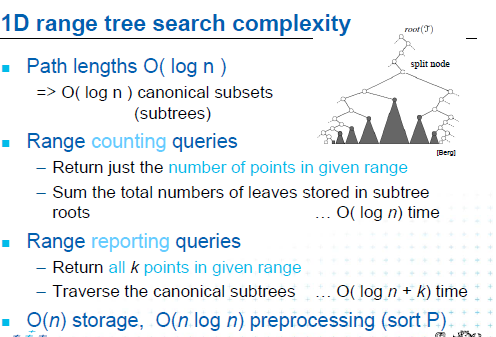 1D range tree search complexity
root(𝒯)
split node
[Berg]
Path lengths O( log n )
=> O( log n ) canonical subsets
(subtrees)
Range counting queries
– Return just the number of points in given range
– Sum the total numbers of leaves stored in subtree
roots … O( log n) time
Range reporting queries
– Return all k points in given range
– Traverse the canonical subtrees … O( log n + k) time
O(n) storage, O(n log n) preprocessing (sort P)